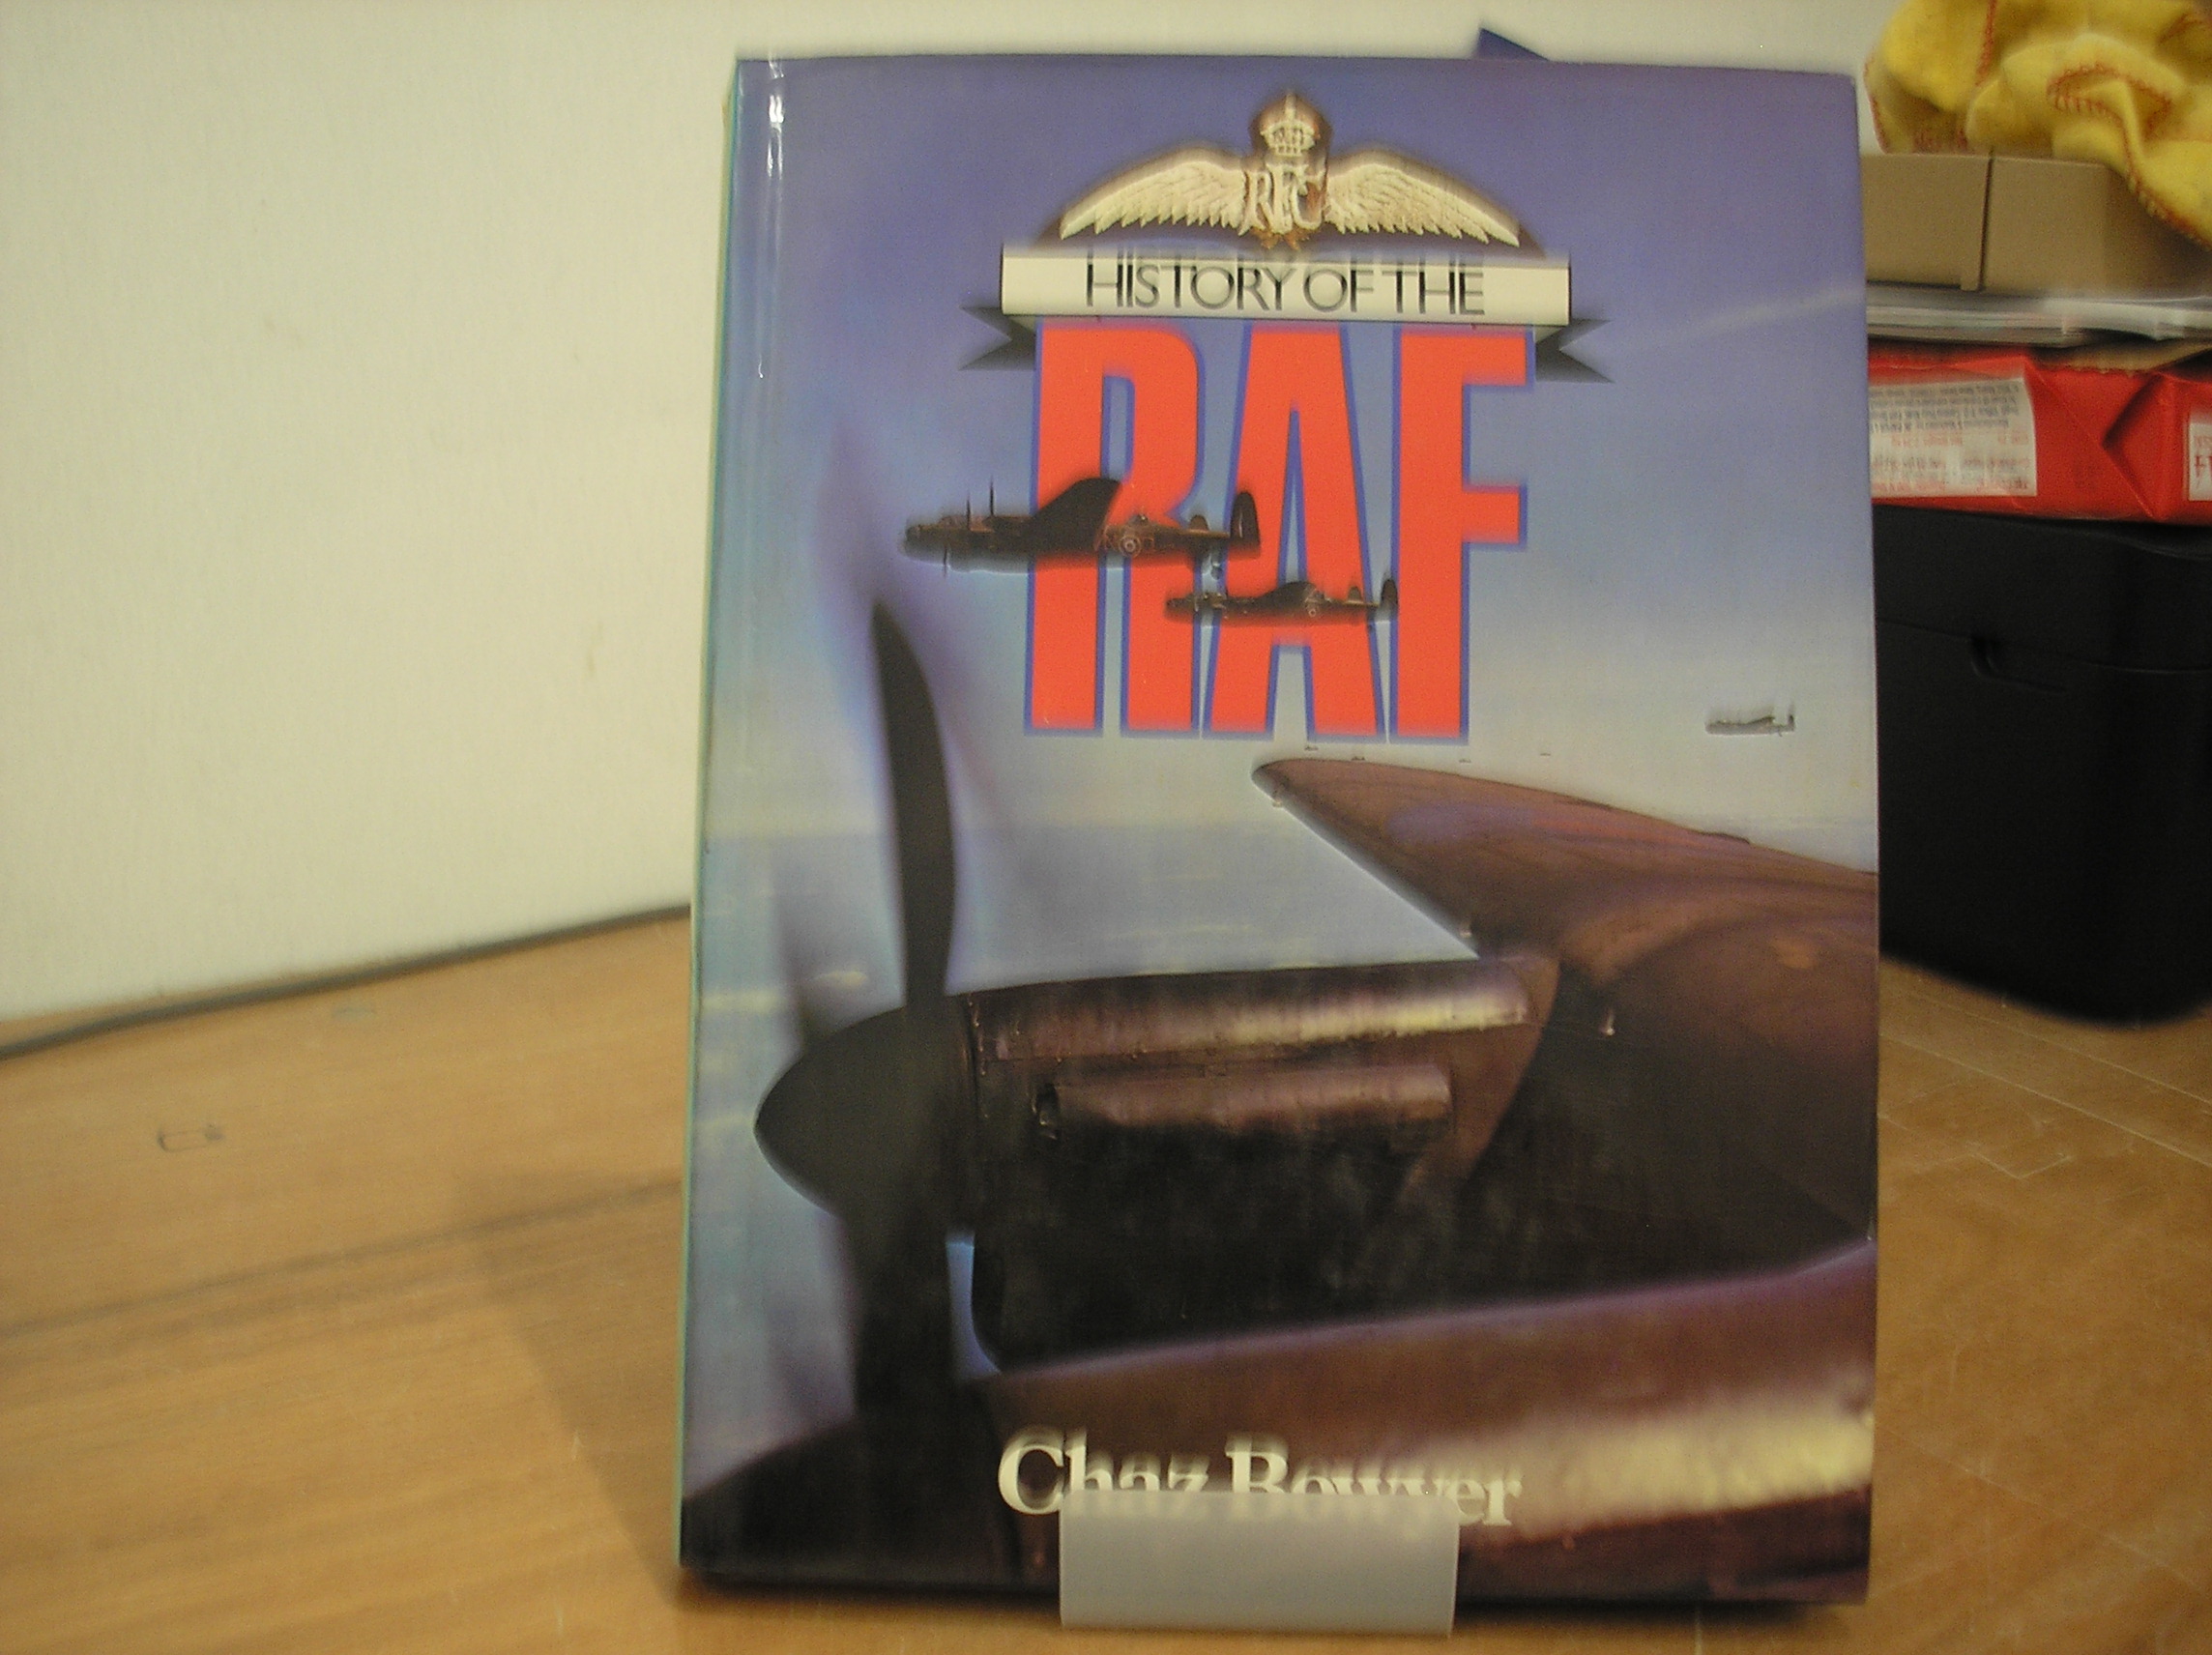 RFC
HISTORY OF THE
RAF
Chaz Bowyer